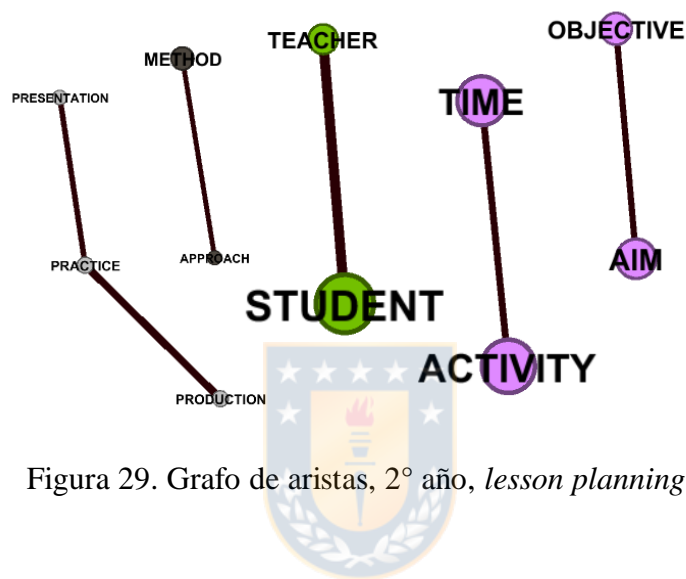 OBJECTIVE
TEACHER
METHOD
PRESENTATION
TIME
PRACTICE
APPROACH
AIM
STUDENT
ACTIVITY
PRODUCTION
Figura 29. Grafo de aristas, 2° año, lesson planning